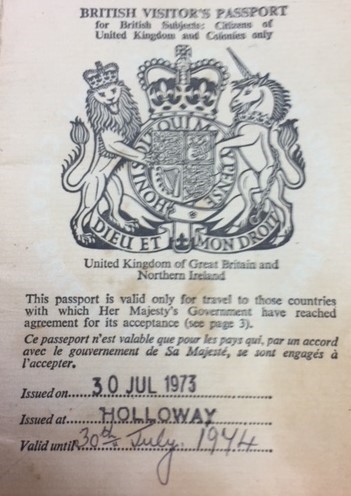 BRITISH VISITOR'S PASSPORT
for British Subjects: Citizens of
United Kingdom and Colonies only
HONI SOIT QUI MAL Y PENSE
DIEU ET MON DROIT
United Kingdom of Great Britain and
Northern Ireland
This passport is valid only for travel to those countries
with which Her Majesty's Government have reached
agreement for its acceptance (see page 3).
Ce passeport n'est valable que pour les pays qui, par un accord
avec le gouvernement de Sa Majesté, se sont engagés à
l'accepter.
Issued on 30 JUL 1973
Issued at HOLLOWAY
Valid until 30th July. 1974